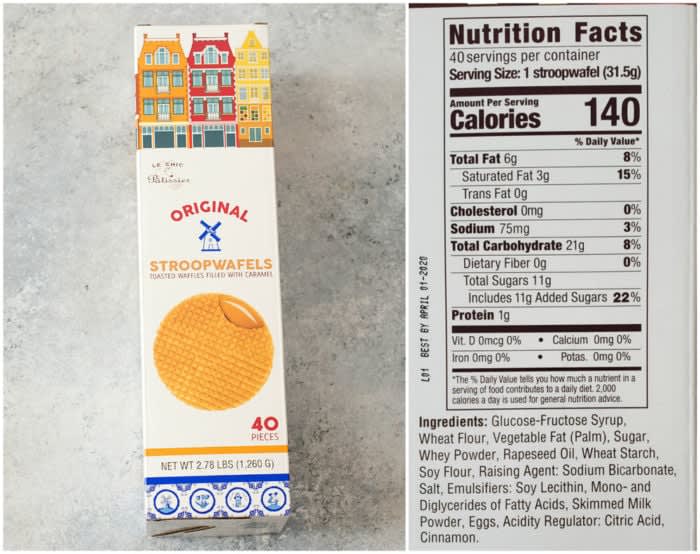 LE CHIC
Patissier
ORIGINAL
STROOPWAFELS
TOASTED WAFFLES FILLED WITH CARAMEL
40
PIECES
NET WT 2.78 LBS (1,260 G)
Nutrition Facts
40 servings per container
Serving Size: 1 stroopwafel (31.5g)
Amount Per Serving
Calories 140
% Daily Value*
Total Fat 6g 8%
Saturated Fat 3g 15%
Trans Fat 0g
Cholesterol 0mg 0%
Sodium 75mg 3%
Total Carbohydrate 21g 8%
Dietary Fiber 0g 0%
Total Sugars 11g
Includes 11g Added Sugars 22%
Protein 1g
Vit. D 0mcg 0% • Calcium 0mg 0%
Iron 0mg 0% • Potas. 0mg 0%
*The % Daily Value tells you how much a nutrient in a
serving of food contributes to a daily diet. 2,000
calories a day is used for general nutrition advice.
L01 BEST BY APRIL 01-2020
Ingredients: Glucose-Fructose Syrup,
Wheat Flour, Vegetable Fat (Palm), Sugar,
Whey Powder, Rapeseed Oil, Wheat Starch,
Soy Flour, Raising Agent: Sodium Bicarbonate,
Salt, Emulsifiers: Soy Lecithin, Mono- and
Diglycerides of Fatty Acids, Skimmed Milk
Powder, Eggs, Acidity Regulator: Citric Acid,
Cinnamon.